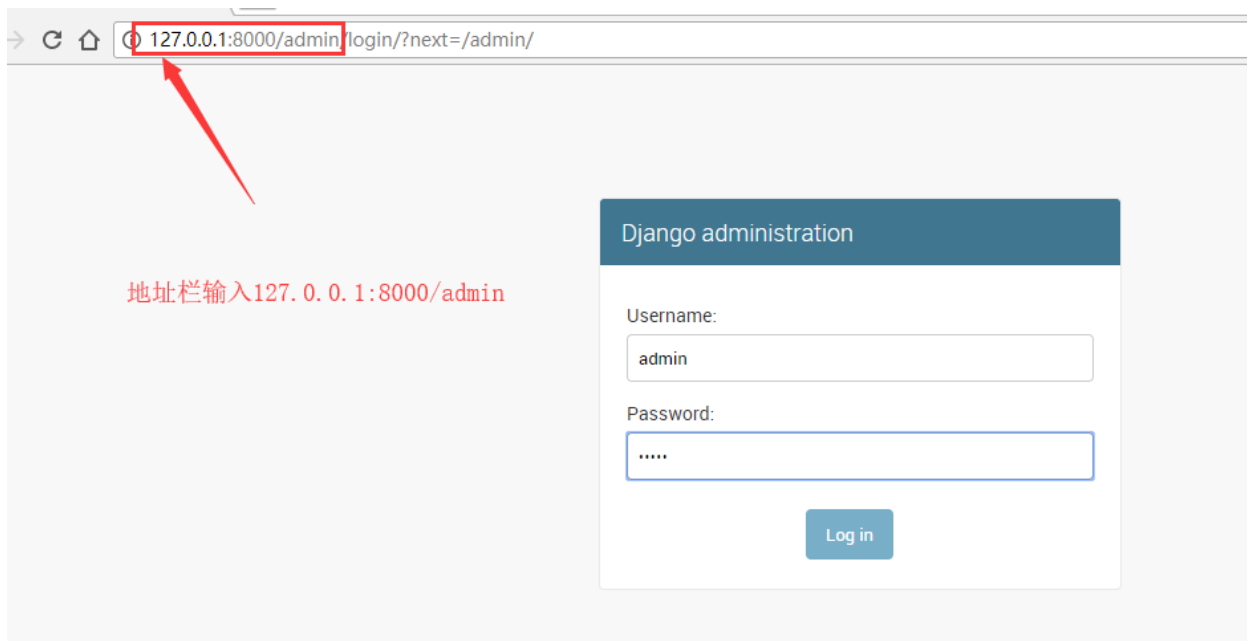 127.0.0.1:8000/admin/login/?next=/admin/
Django administration
地址栏输入127.0.0.1:8000/admin
Username:
admin
Password:
•••••
Log in